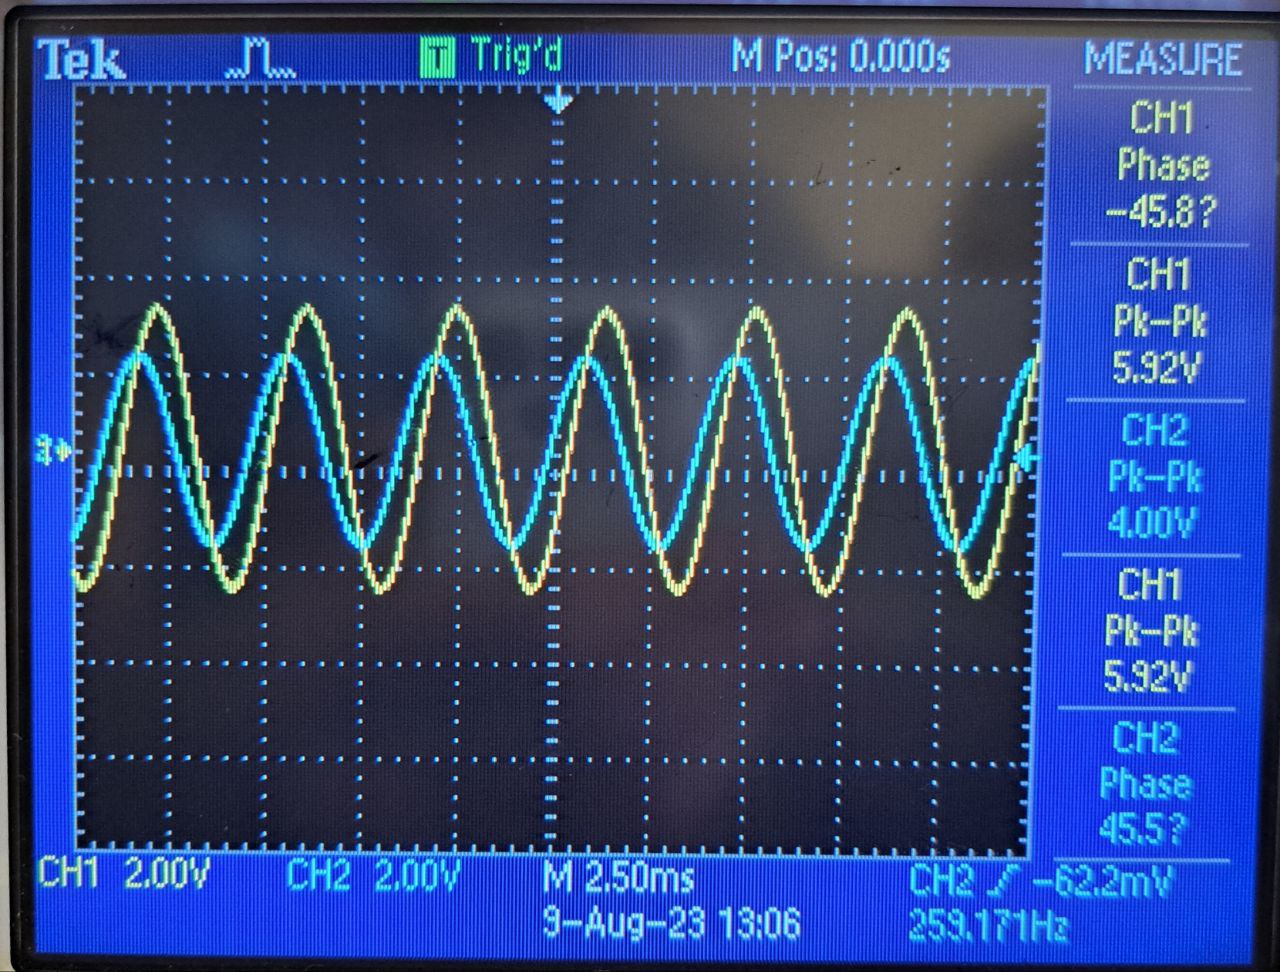 Tek T Trig'd M Pos: 0.000s MEASURE
CH1
Phase
-45.8?
CH1
Pk-Pk
5.92V
CH2
Pk-Pk
4.00V
CH1
Pk-Pk
5.92V
CH2
Phase
45.5?
CH1 2.00V CH2 2.00V M 2.50ms CH2 -62.2mV
9-Aug-23 13:06 259.171Hz